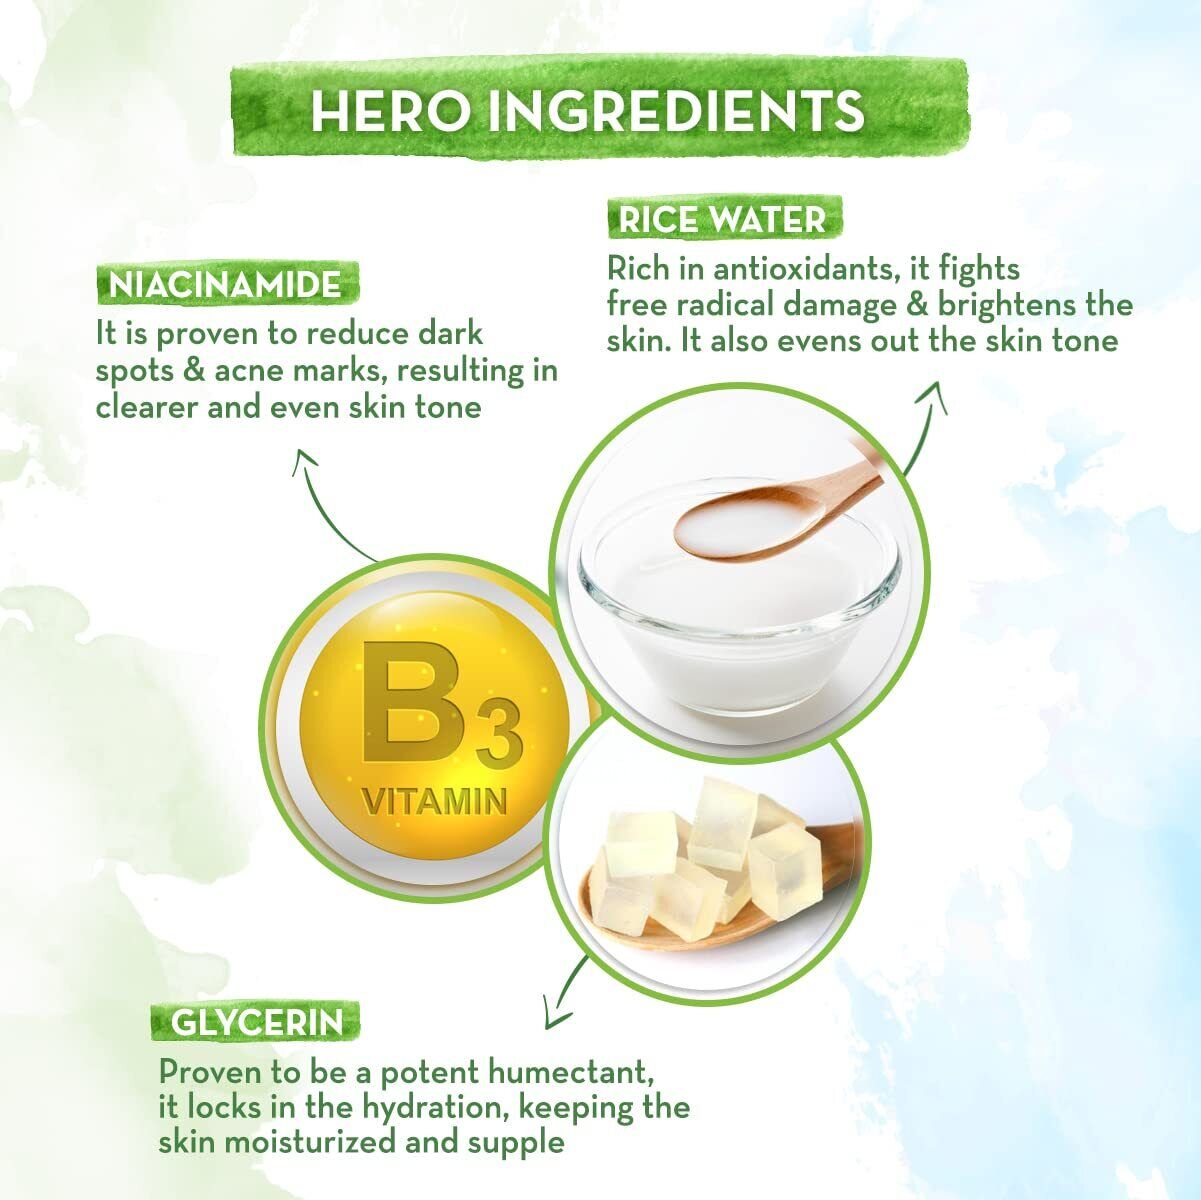 HERO INGREDIENTS
RICE WATER
Rich in antioxidants, it fights
free radical damage & brightens the
skin. It also evens out the skin tone
NIACINAMIDE
It is proven to reduce dark
spots & acne marks, resulting in
clearer and even skin tone
B3
VITAMIN
GLYCERIN
Proven to be a potent humectant,
it locks in the hydration, keeping the
skin moisturized and supple